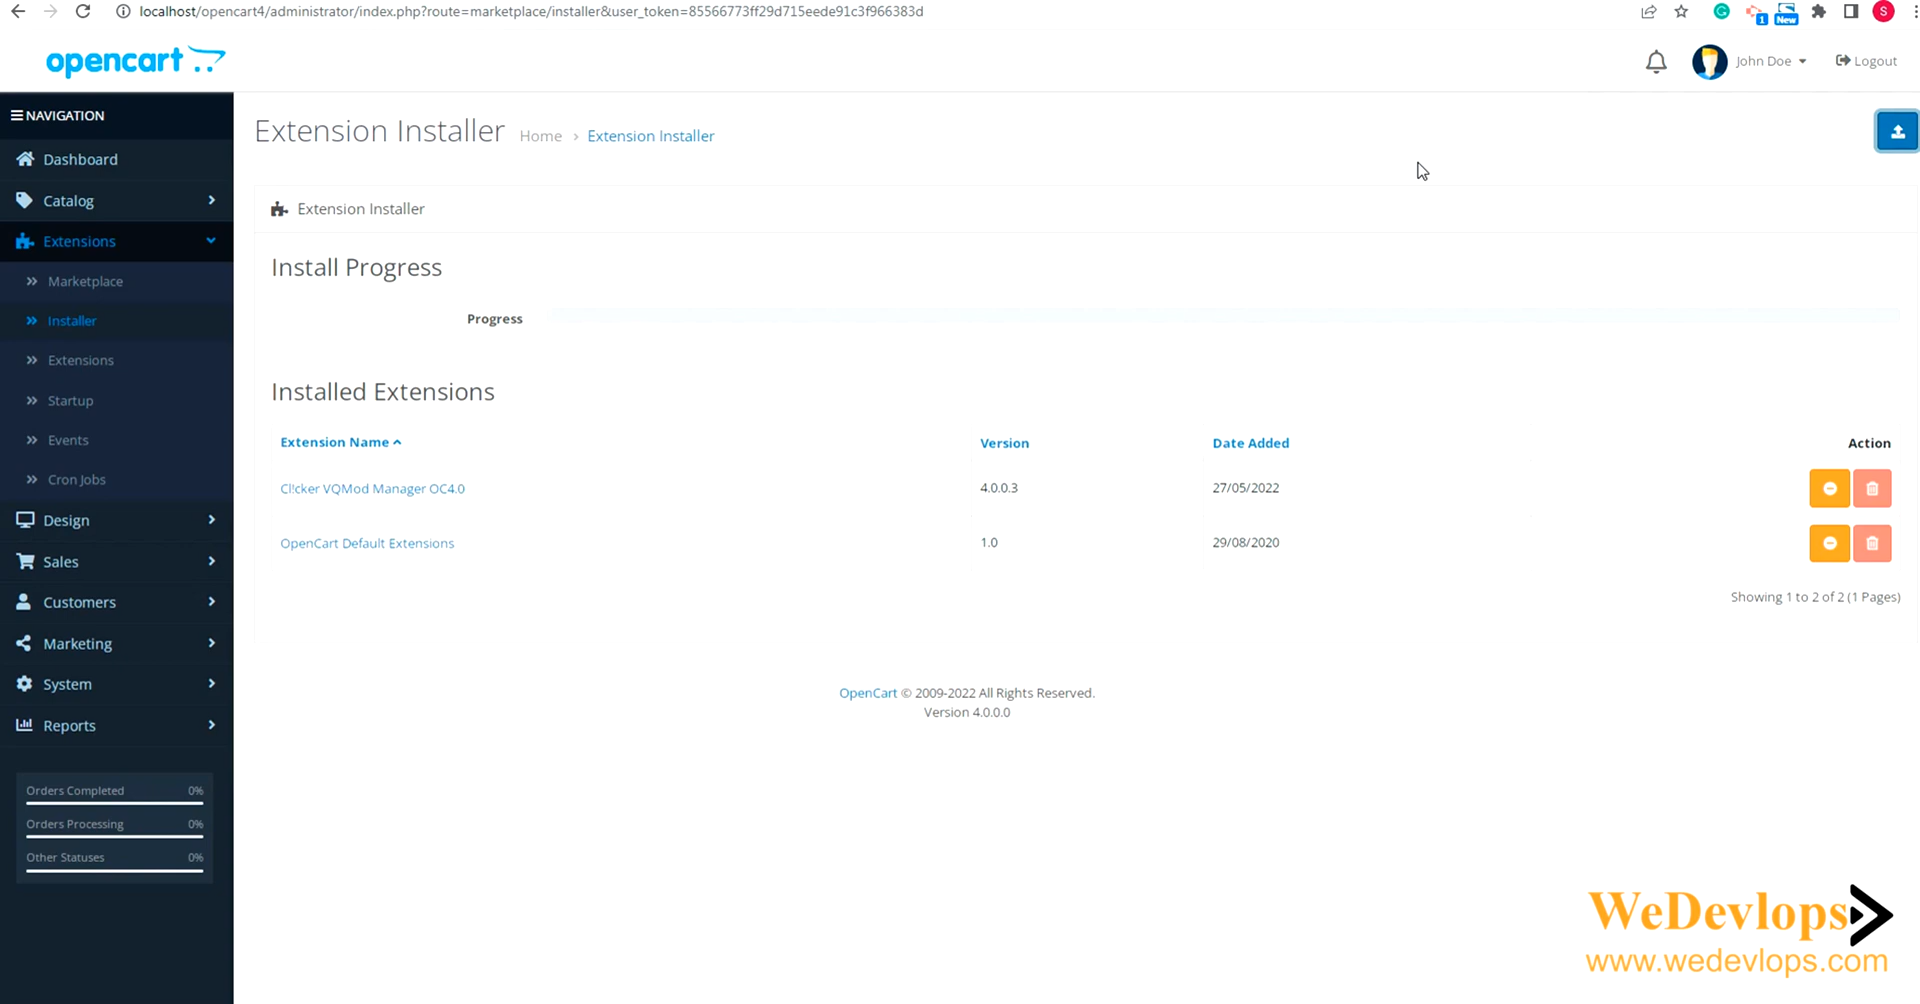 localhost/opencart4/administrator/index.php?route=marketplace/installer&user_token=85566773ff29d715eede91c3f966383d
1
New
S
opencart
John Doe
Logout
NAVIGATION
Dashboard
Catalog
Extensions
Marketplace
Installer
Extensions
Startup
Events
Cron Jobs
Design
Sales
Customers
Marketing
System
Reports
Orders Completed 0%
Orders Processing 0%
Other Statuses 0%
Extension Installer Home › Extension Installer
Extension Installer
Install Progress
Progress
Installed Extensions
Extension Name Version Date Added Action
Cl!cker VQMod Manager OC4.0 4.0.0.3 27/05/2022
OpenCart Default Extensions 1.0 29/08/2020
Showing 1 to 2 of 2 (1 Pages)
OpenCart © 2009-2022 All Rights Reserved.
Version 4.0.0.0
WeDevlops
www.wedevlops.com